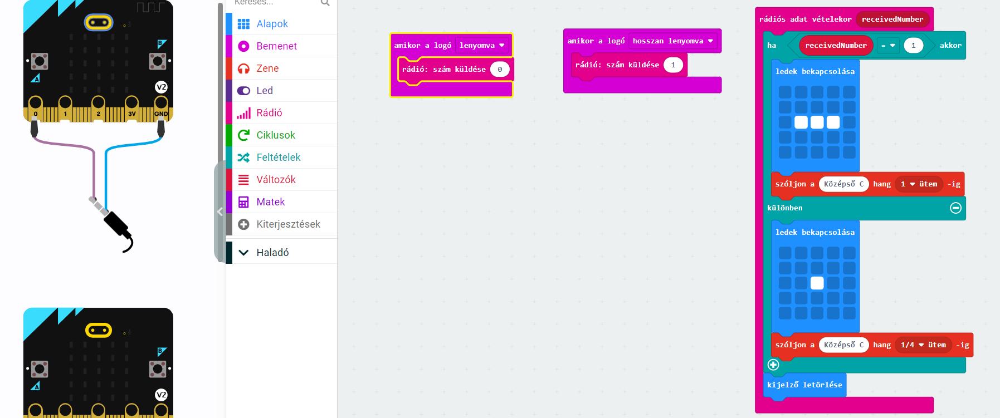 Keresés...
Alapok
Bemenet
Zene
Led
Rádió
Ciklusok
Feltételek
Változók
Matek
Kiterjesztések
Haladó
B
A
V2
0 1 2 3V GND
B
A
V2
amikor a logó lenyomva
rádió: szám küldése 0
amikor a logó hosszan lenyomva
rádió: szám küldése 1
rádiós adat vételekor receivedNumber
ha receivedNumber = 1 akkor
ledek bekapcsolása
szóljon a Középső C hang 1 ütem -ig
különben
ledek bekapcsolása
szóljon a Középső C hang 1/4 ütem -ig
kijelző letörlése